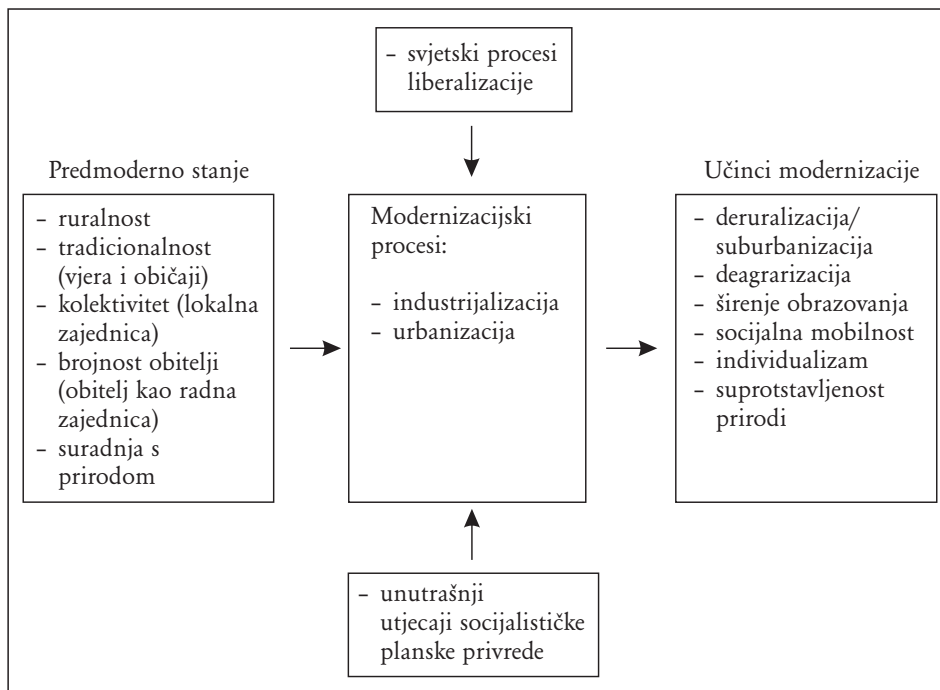 – svjetski procesi
liberalizacije
Predmoderno stanje
– ruralnost
– tradicionalnost
(vjera i običaji)
– kolektivitet (lokalna
zajednica)
– brojnost obitelji
(obitelj kao radna
zajednica)
– suradnja s
prirodom
Modernizacijski
procesi:
– industrijalizacija
– urbanizacija
Učinci modernizacije
– deruralizacija/
suburbanizacija
– deagrarizacija
– širenje obrazovanja
– socijalna mobilnost
– individualizam
– suprotstavljenost
prirodi
– unutrašnji
utjecaji socijalističke
planske privrede